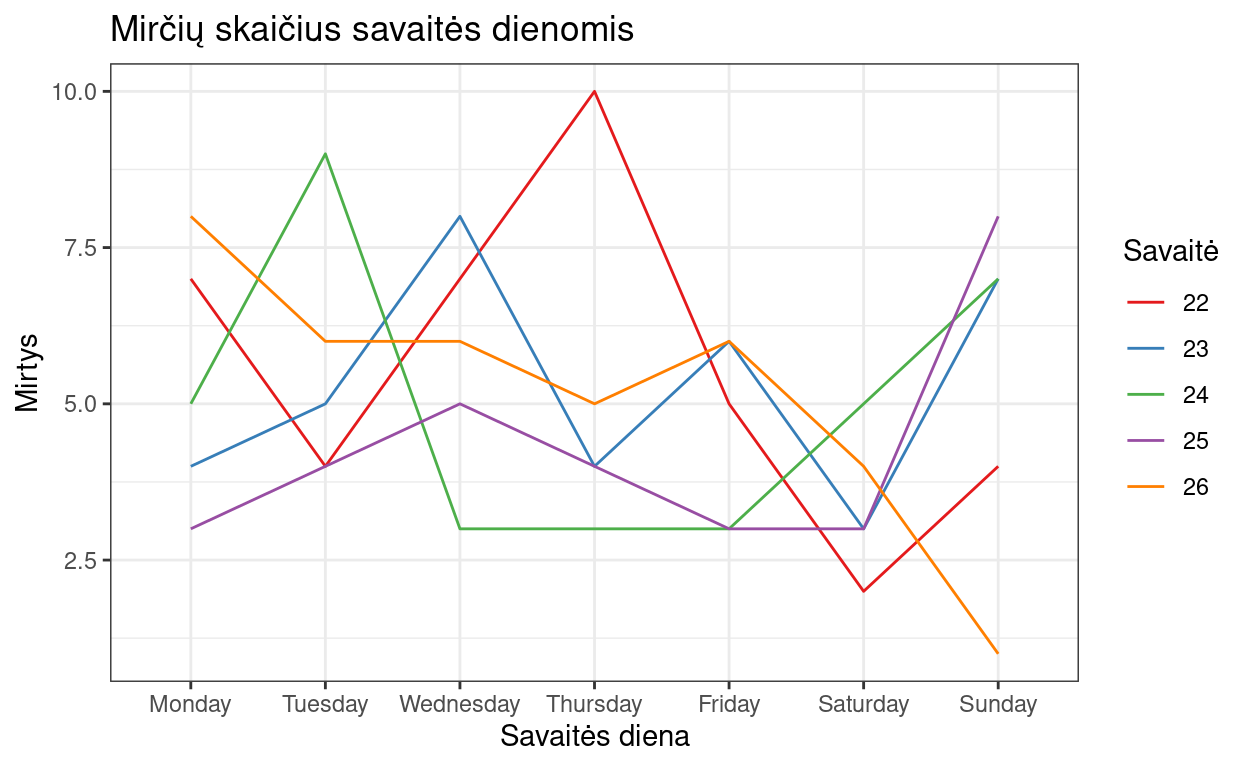 Mirčių skaičius savaitės dienomis
10.0
7.5
5.0
2.5
Mirtys
Monday Tuesday Wednesday Thursday Friday Saturday Sunday
Savaitės diena
Savaitė
22
23
24
25
26